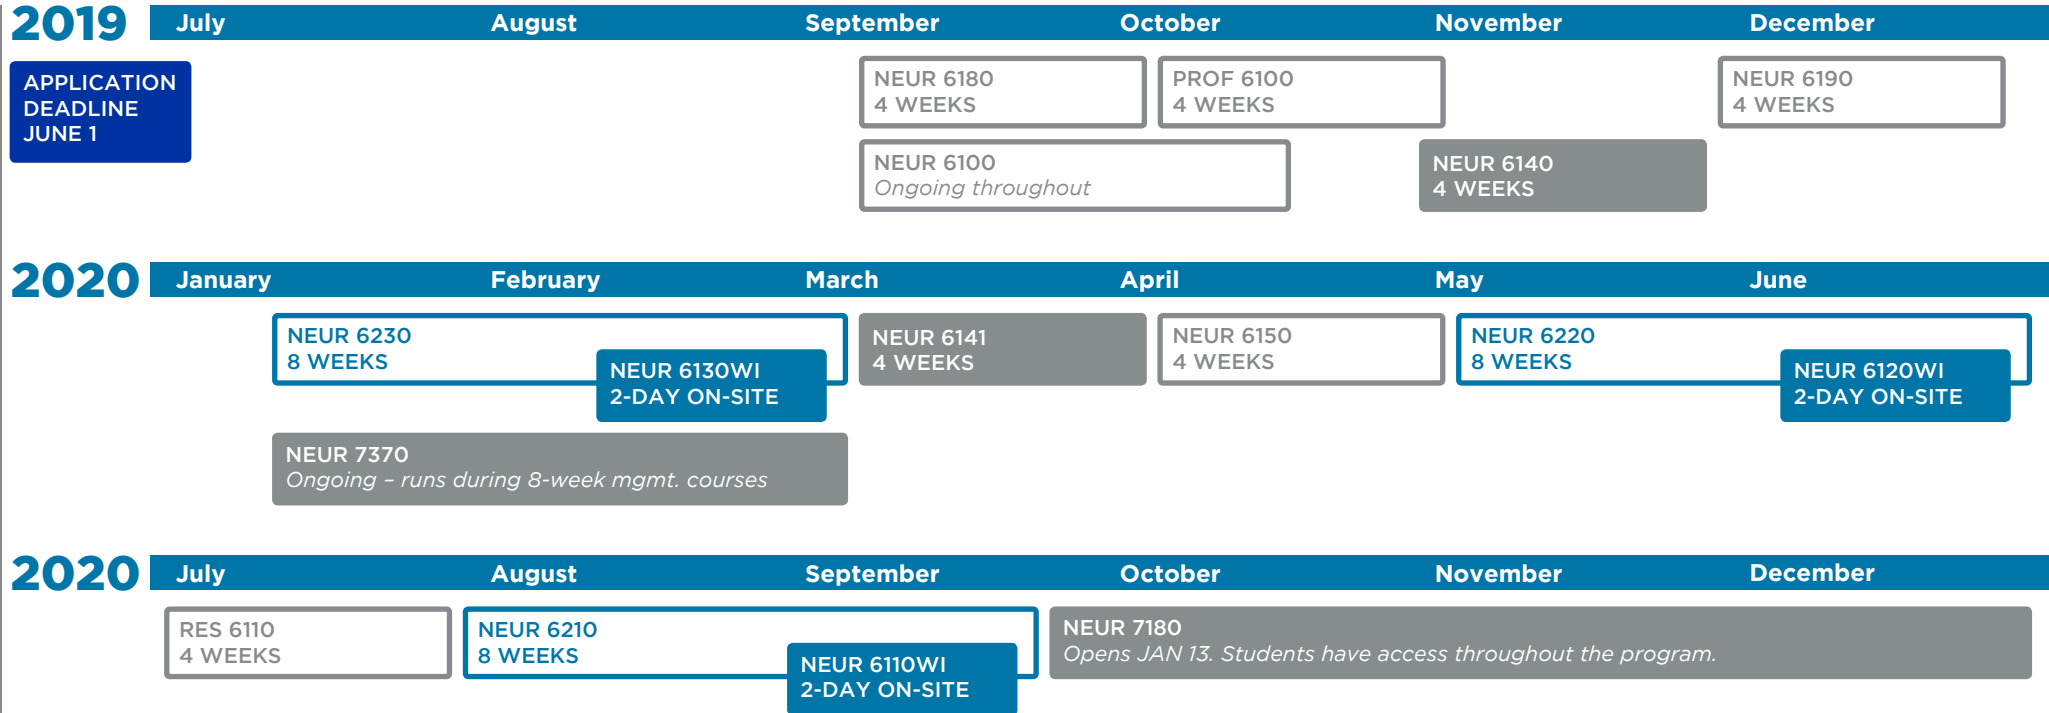 2019 July August September October November December
APPLICATION
DEADLINE
JUNE 1
NEUR 6180
4 WEEKS
PROF 6100
4 WEEKS
NEUR 6190
4 WEEKS
NEUR 6100
Ongoing throughout
NEUR 6140
4 WEEKS
2020 January February March April May June
NEUR 6230
8 WEEKS
NEUR 6130WI
2-DAY ON-SITE
NEUR 6141
4 WEEKS
NEUR 6150
4 WEEKS
NEUR 6220
8 WEEKS
NEUR 6120WI
2-DAY ON-SITE
NEUR 7370
Ongoing – runs during 8-week mgmt. courses
2020 July August September October November December
RES 6110
4 WEEKS
NEUR 6210
8 WEEKS
NEUR 6110WI
2-DAY ON-SITE
NEUR 7180
Opens JAN 13. Students have access throughout the program.